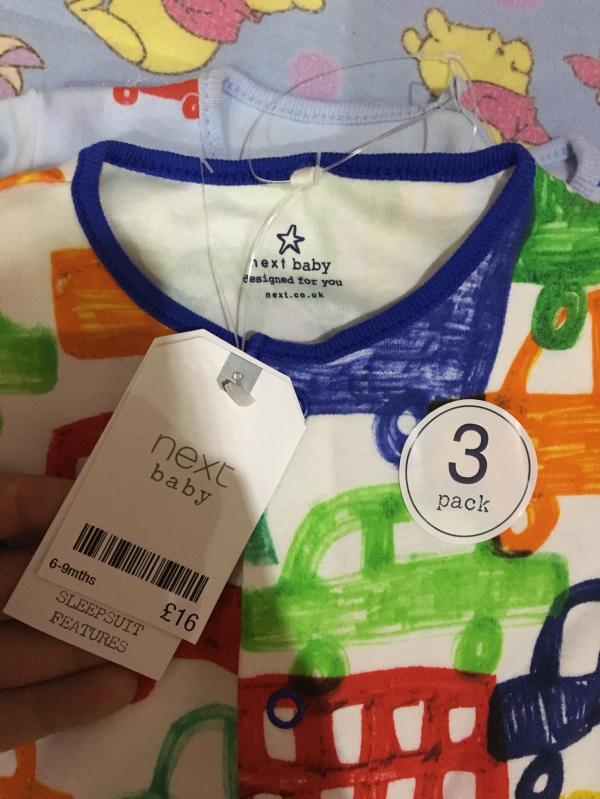 next baby
designed for you
next.co.uk
next
baby
6-9mths
£16
SLEEPSUIT
FEATURES
3
pack